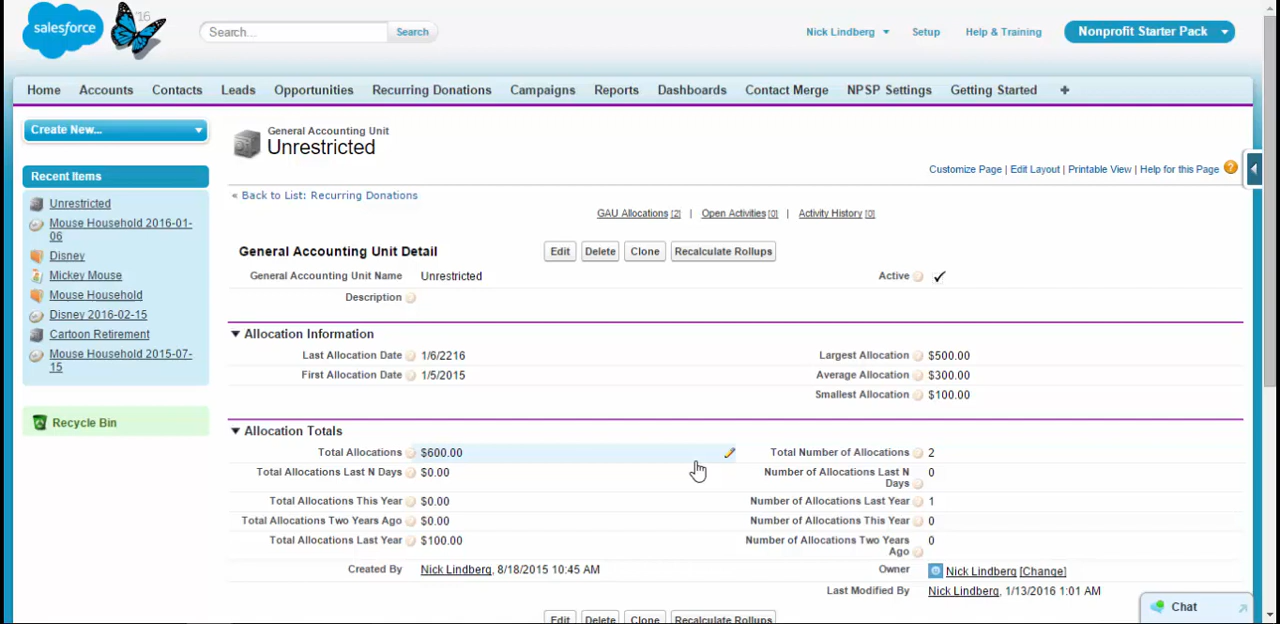 salesforce
'16
Search...
Search
Nick Lindberg
Setup
Help & Training
Nonprofit Starter Pack
Home
Accounts
Contacts
Leads
Opportunities
Recurring Donations
Campaigns
Reports
Dashboards
Contact Merge
NPSP Settings
Getting Started
+
Create New...
Recent Items
Unrestricted
Mouse Household 2016-01-
06
Disney
Mickey Mouse
Mouse Household
Disney 2016-02-15
Cartoon Retirement
Mouse Household 2015-07-
15
Recycle Bin
General Accounting Unit
Unrestricted
Customize Page | Edit Layout | Printable View | Help for this Page ?
« Back to List: Recurring Donations
GAU Allocations [2] | Open Activities [0] | Activity History [0]
General Accounting Unit Detail
Edit
Delete
Clone
Recalculate Rollups
General Accounting Unit Name Unrestricted
Active
Description
Allocation Information
Last Allocation Date 1/6/2216
Largest Allocation $500.00
First Allocation Date 1/5/2015
Average Allocation $300.00
Smallest Allocation $100.00
Allocation Totals
Total Allocations $600.00
Total Number of Allocations 2
Total Allocations Last N Days $0.00
Number of Allocations Last N
Days 0
Total Allocations This Year $0.00
Number of Allocations Last Year 1
Total Allocations Two Years Ago $0.00
Number of Allocations This Year 0
Total Allocations Last Year $100.00
Number of Allocations Two Years
Ago 0
Created By Nick Lindberg, 8/18/2015 10:45 AM
Owner Nick Lindberg [Change]
Last Modified By Nick Lindberg, 1/13/2016 1:01 AM
Edit
Delete
Clone
Recalculate Rollups
Chat